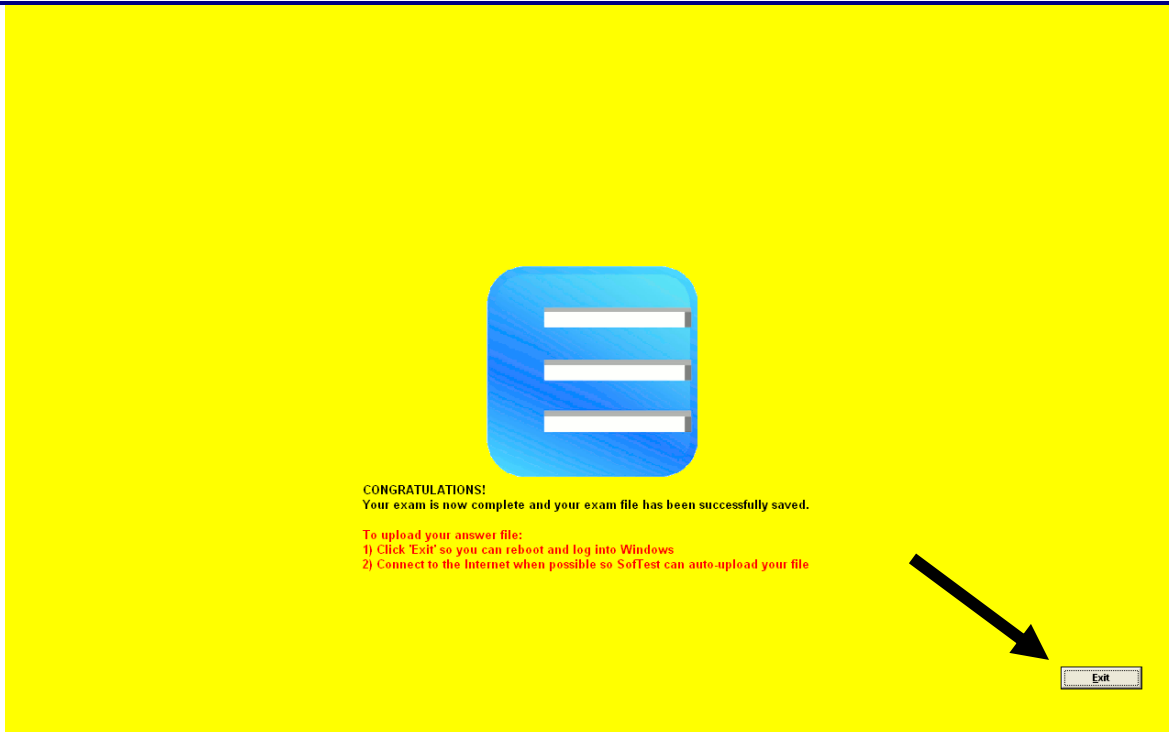 CONGRATULATIONS!
Your exam is now complete and your exam file has been successfully saved.
To upload your answer file:
1) Click 'Exit' so you can reboot and log into Windows
2) Connect to the Internet when possible so SofTest can auto-upload your file
Exit